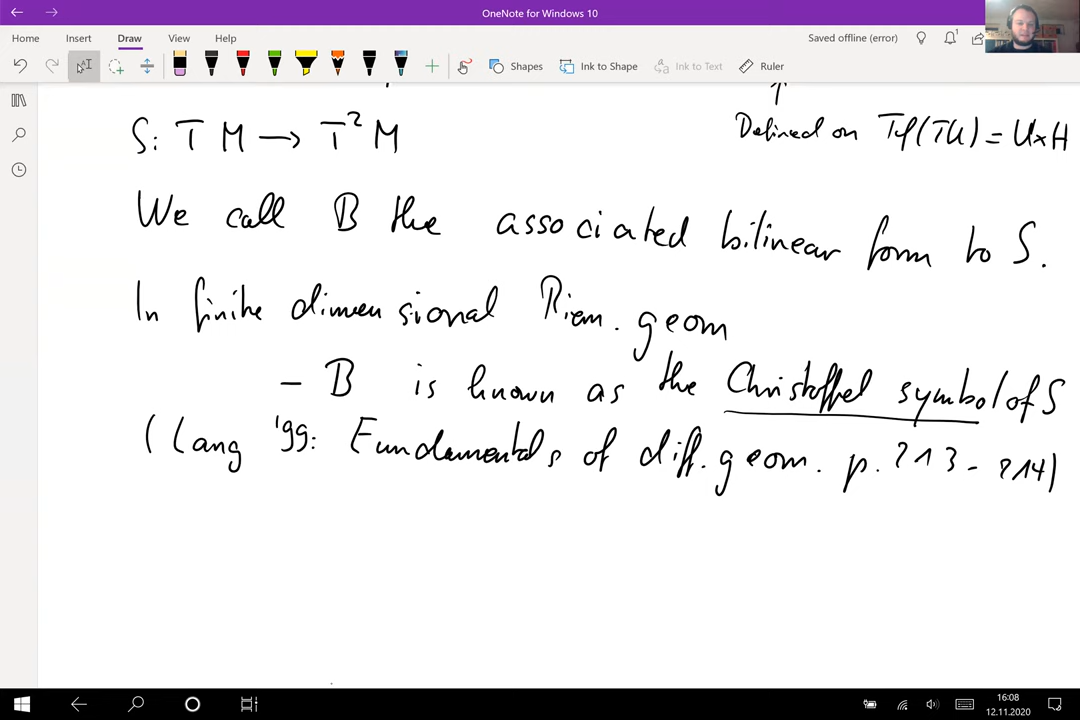 OneNote for Windows 10
Home Insert Draw View Help Saved offline (error)
Shapes Ink to Shape Ink to Text Ruler
S: TM → T²M
Defined on Tφ(TU) = U×H
We call B the associated bilinear form to S.
In finite dimensional Riem. geom
- B is known as the Christoffel symbol of S
(Lang '99: Fundamentals of diff. geom. p. 213 - 214)
16:08
12.11.2020